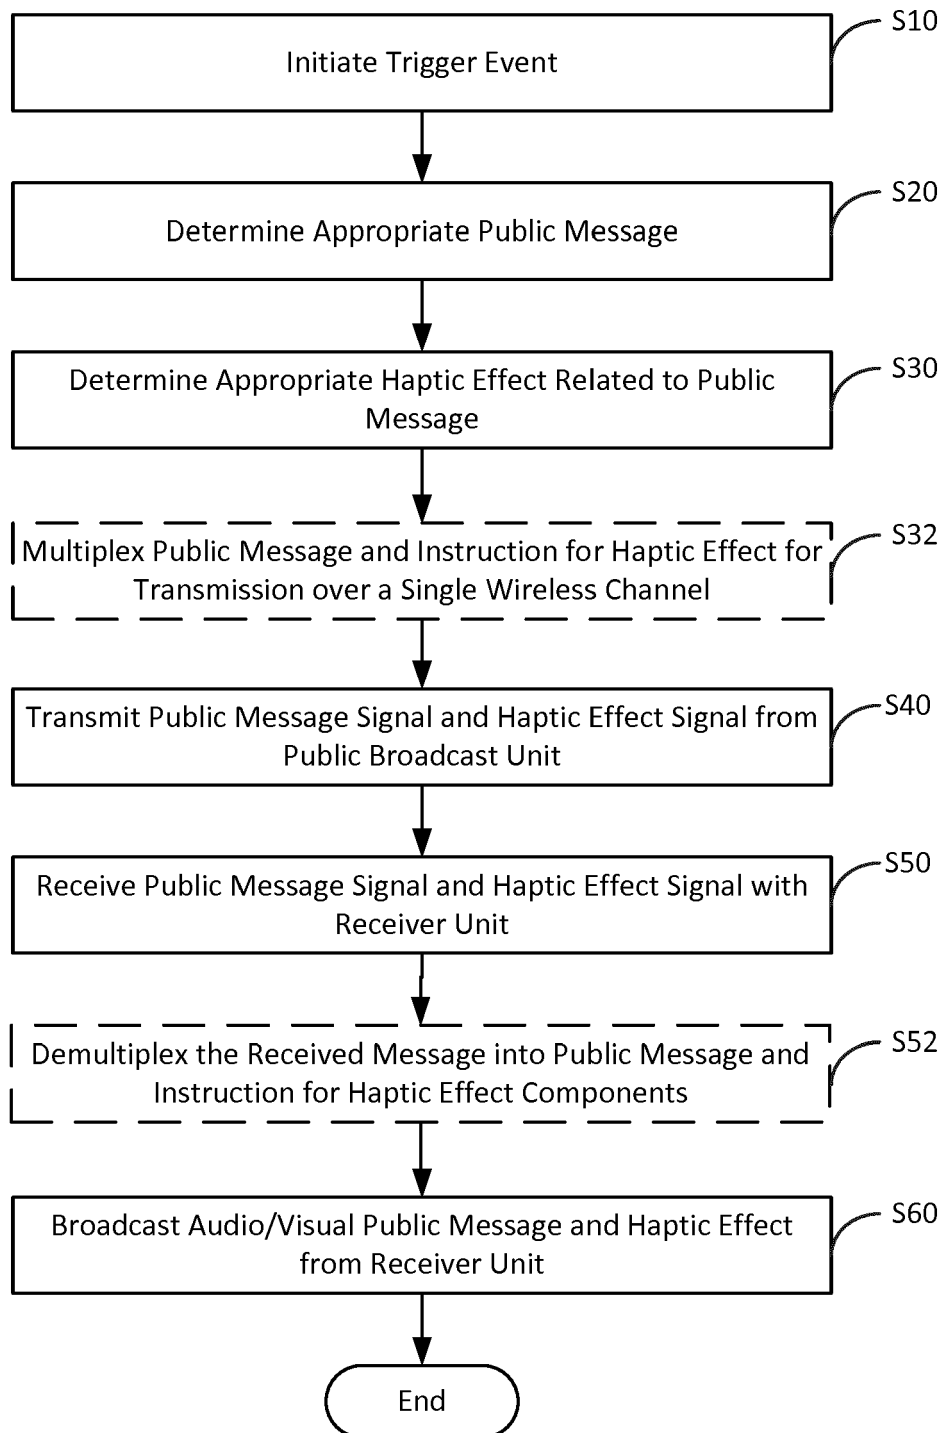 S10
Initiate Trigger Event
S20
Determine Appropriate Public Message
S30
Determine Appropriate Haptic Effect Related to Public
Message
S32
Multiplex Public Message and Instruction for Haptic Effect for
Transmission over a Single Wireless Channel
S40
Transmit Public Message Signal and Haptic Effect Signal from
Public Broadcast Unit
S50
Receive Public Message Signal and Haptic Effect Signal with
Receiver Unit
S52
Demultiplex the Received Message into Public Message and
Instruction for Haptic Effect Components
S60
Broadcast Audio/Visual Public Message and Haptic Effect
from Receiver Unit
End